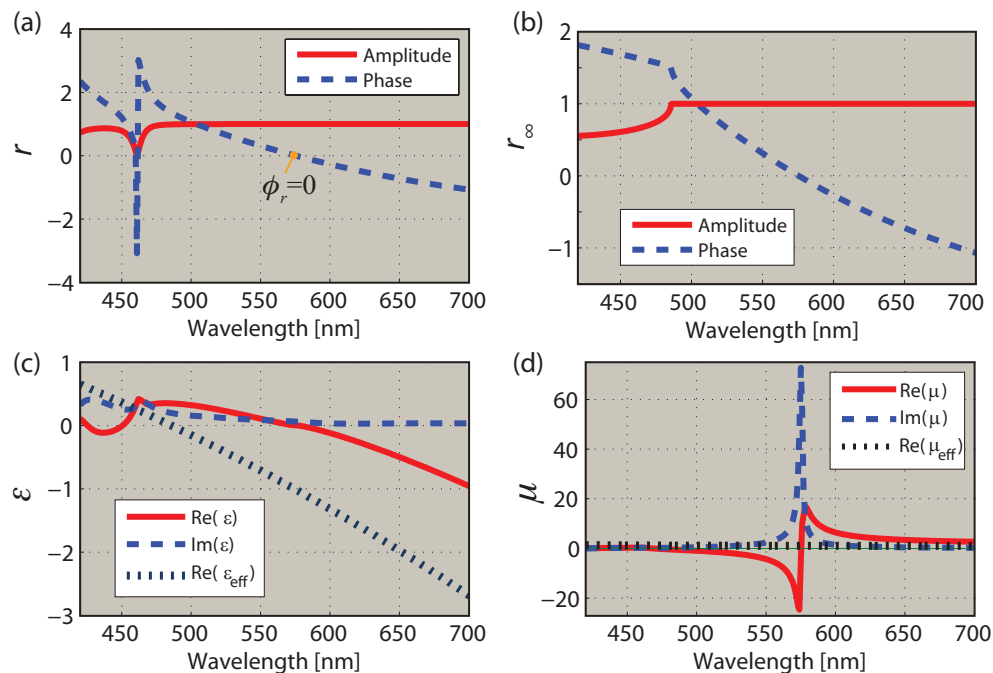 (a)
4
2
0
−2
−4
r
Amplitude
Phase
ϕr=0
450 500 550 600 650 700
Wavelength [nm]
(b)
2
1
0
−1
r∞
Amplitude
Phase
450 500 550 600 650 700
Wavelength [nm]
(c)
1
0
−1
−2
−3
ε
Re( ε)
Im(ε)
Re( εeff)
450 500 550 600 650 700
Wavelength [nm]
(d)
60
40
20
0
−20
μ
Re(μ)
Im(μ)
Re(μeff)
450 500 550 600 650 700
Wavelength [nm]